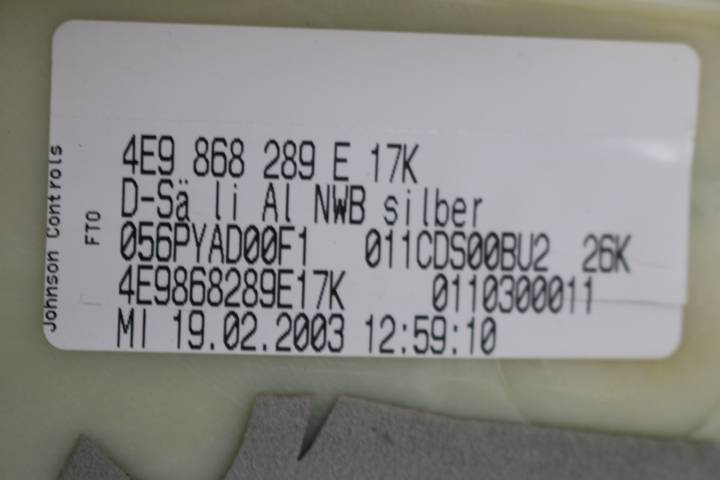 4E9 868 289 E 17K
D-Sä li Al NWB silber
056PYAD00F1 011CDS00BU2 26K
4E9868289E17K 0110300011
MI 19.02.2003 12:59:10
Johnson Controls
FTO